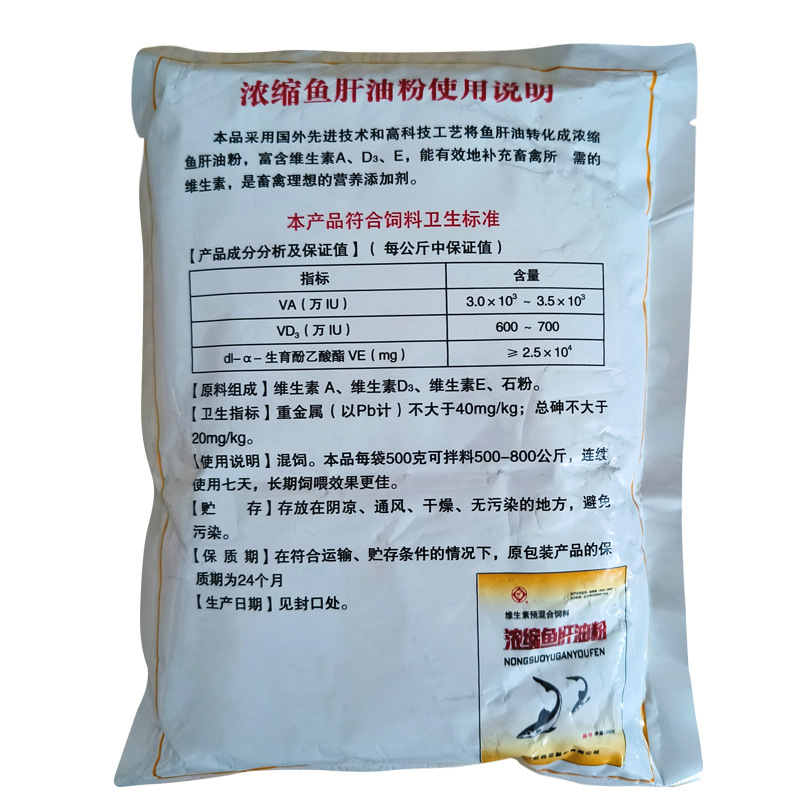 浓缩鱼肝油粉使用说明
本品采用国外先进技术和高科技工艺将鱼肝油转化成浓缩
鱼肝油粉，富含维生素A、D₃、E，能有效地补充畜禽所 需的
维生素，是畜禽理想的营养添加剂。
本产品符合饲料卫生标准
【产品成分分析及保证值】（ 每公斤中保证值）
指标 含量
VA（万IU） 3.0×10³ ~ 3.5×10³
VD₃（万IU） 600 ~ 700
dl-α-生育酚乙酸酯 VE（mg） ≥2.5×10⁴
【原料组成】维生素 A、维生素D₃、维生素E、石粉。
【卫生指标】重金属（以Pb计）不大于40mg/kg；总砷不大于
20mg/kg。
【使用说明】混饲。本品每袋500克可拌料500-800公斤，连续
使用七天，长期饲喂效果更佳。
【贮 存】存放在阴凉、通风、干燥、无污染的地方，避免
污染。
【保 质 期】在符合运输、贮存条件的情况下，原包装产品的保
质期为24个月
【生产日期】见封口处。
维生素预混合饲料
浓缩鱼肝油粉
NONGSUOYUGANYOUFEN